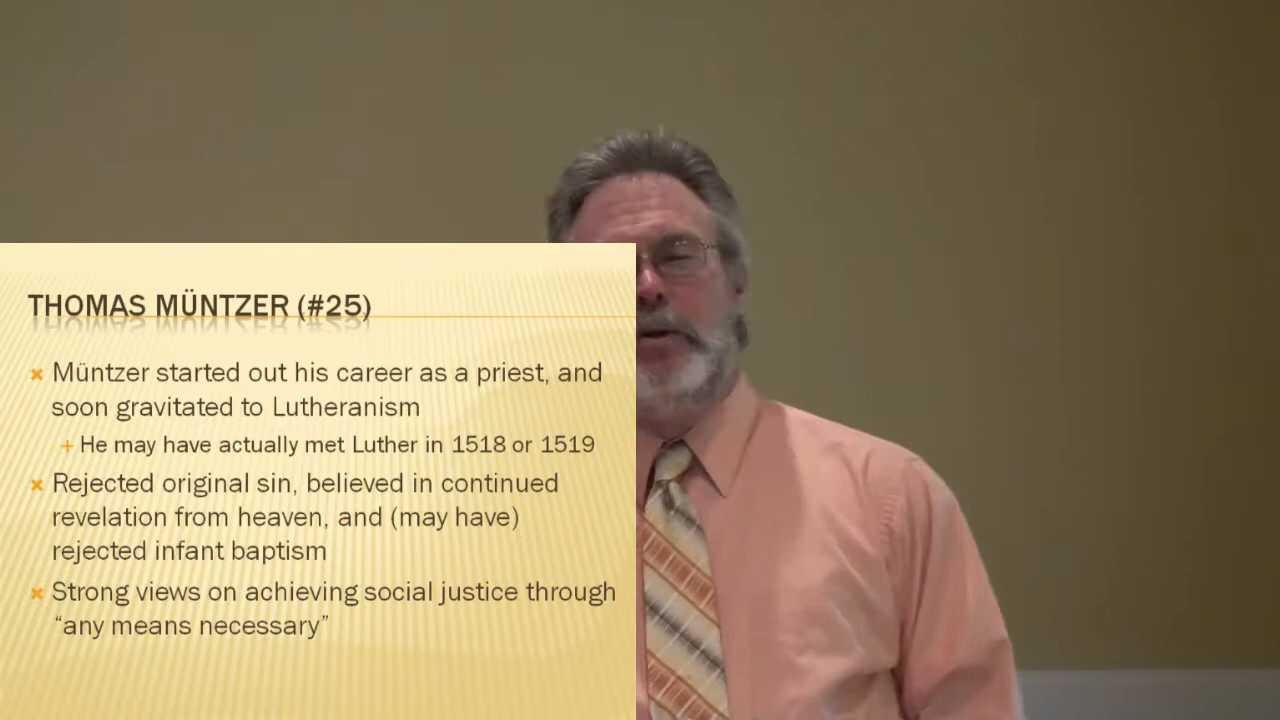 THOMAS MÜNTZER (#25)
Müntzer started out his career as a priest, and
soon gravitated to Lutheranism
He may have actually met Luther in 1518 or 1519
Rejected original sin, believed in continued
revelation from heaven, and (may have)
rejected infant baptism
Strong views on achieving social justice through
“any means necessary”